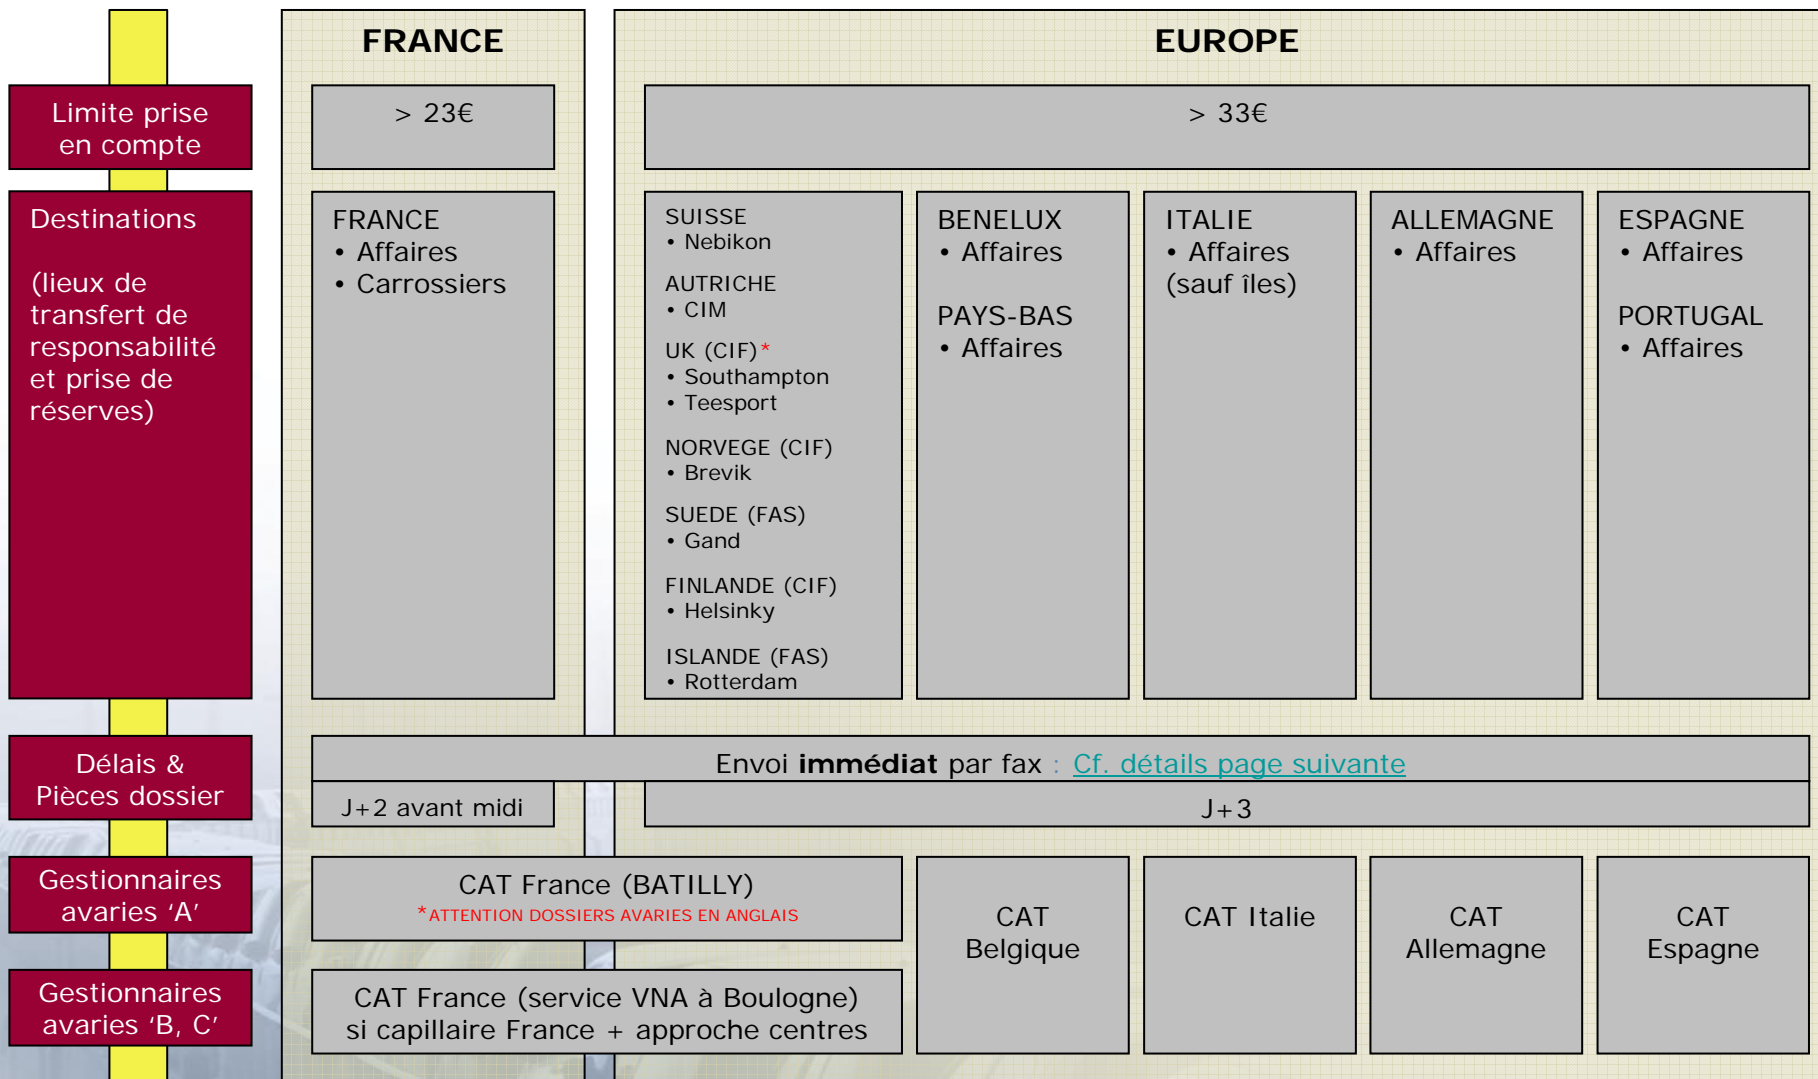 FRANCE
EUROPE
Limite prise
en compte
> 23€
> 33€
Destinations
(lieux de
transfert de
responsabilité
et prise de
réserves)
FRANCE
• Affaires
• Carrossiers
SUISSE
• Nebikon
AUTRICHE
• CIM
UK (CIF)*
• Southampton
• Teesport
NORVEGE (CIF)
• Brevik
SUEDE (FAS)
• Gand
FINLANDE (CIF)
• Helsinky
ISLANDE (FAS)
• Rotterdam
BENELUX
• Affaires
PAYS-BAS
• Affaires
ITALIE
• Affaires
(sauf îles)
ALLEMAGNE
• Affaires
ESPAGNE
• Affaires
PORTUGAL
• Affaires
Délais &
Pièces dossier
Envoi immédiat par fax : Cf. détails page suivante
J+2 avant midi
J+3
Gestionnaires
avaries ‘A’
CAT France (BATILLY)
*ATTENTION DOSSIERS AVARIES EN ANGLAIS
CAT
Belgique
CAT Italie
CAT
Allemagne
CAT
Espagne
Gestionnaires
avaries ‘B, C’
CAT France (service VNA à Boulogne)
si capillaire France + approche centres